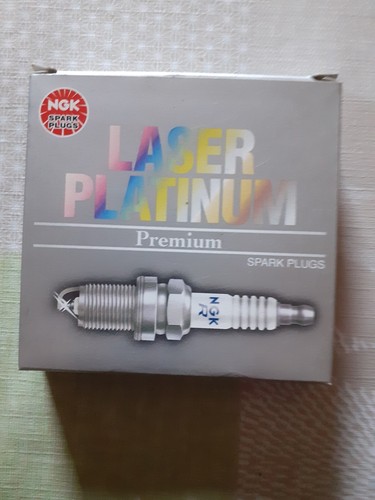 NGK
SPARK PLUGS
LASER
PLATINUM
Premium
SPARK PLUGS
NGK
R